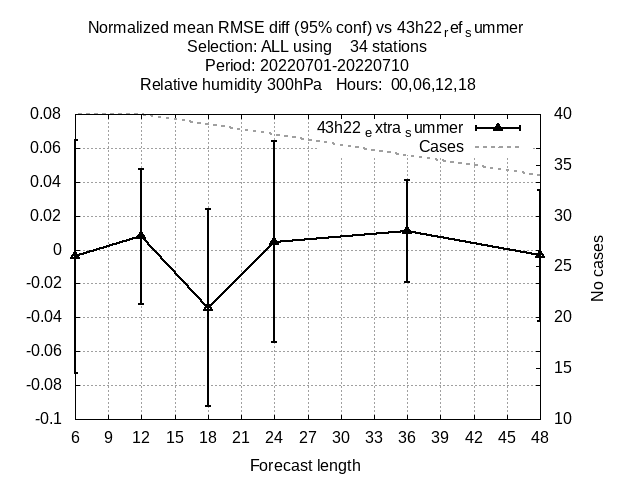 Normalized mean RMSE diff (95% conf) vs 43h22refsummer
Selection: ALL using    34 stations
Period: 20220701-20220710
Relative humidity 300hPa   Hours:  00,06,12,18
43h22extrasummer
Cases
0.08
0.06
0.04
0.02
0
-0.02
-0.04
-0.06
-0.08
-0.1
40
35
30
25
20
15
10
No cases
6 9 12 15 18 21 24 27 30 33 36 39 42 45 48
Forecast length